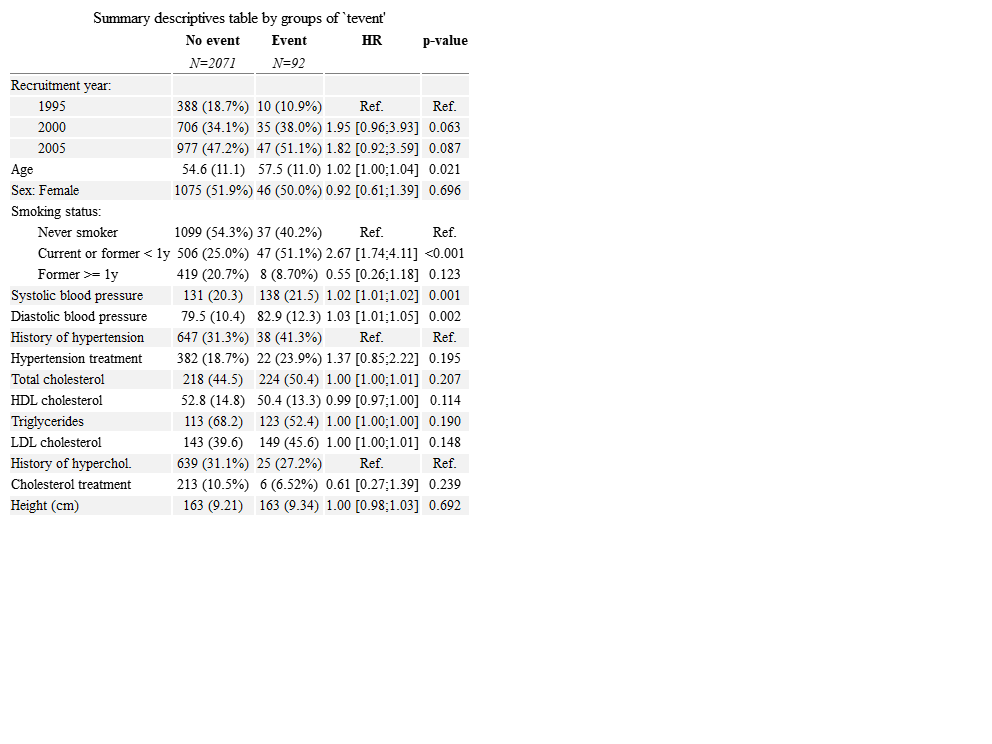 Summary descriptives table by groups of `tevent'
No event Event HR p-value
N=2071 N=92
Recruitment year:
1995 388 (18.7%) 10 (10.9%) Ref. Ref.
2000 706 (34.1%) 35 (38.0%) 1.95 [0.96;3.93] 0.063
2005 977 (47.2%) 47 (51.1%) 1.82 [0.92;3.59] 0.087
Age 54.6 (11.1) 57.5 (11.0) 1.02 [1.00;1.04] 0.021
Sex: Female 1075 (51.9%) 46 (50.0%) 0.92 [0.61;1.39] 0.696
Smoking status:
Never smoker 1099 (54.3%) 37 (40.2%) Ref. Ref.
Current or former < 1y 506 (25.0%) 47 (51.1%) 2.67 [1.74;4.11] <0.001
Former >= 1y 419 (20.7%) 8 (8.70%) 0.55 [0.26;1.18] 0.123
Systolic blood pressure 131 (20.3) 138 (21.5) 1.02 [1.01;1.02] 0.001
Diastolic blood pressure 79.5 (10.4) 82.9 (12.3) 1.03 [1.01;1.05] 0.002
History of hypertension 647 (31.3%) 38 (41.3%) Ref. Ref.
Hypertension treatment 382 (18.7%) 22 (23.9%) 1.37 [0.85;2.22] 0.195
Total cholesterol 218 (44.5) 224 (50.4) 1.00 [1.00;1.01] 0.207
HDL cholesterol 52.8 (14.8) 50.4 (13.3) 0.99 [0.97;1.00] 0.114
Triglycerides 113 (68.2) 123 (52.4) 1.00 [1.00;1.00] 0.190
LDL cholesterol 143 (39.6) 149 (45.6) 1.00 [1.00;1.01] 0.148
History of hyperchol. 639 (31.1%) 25 (27.2%) Ref. Ref.
Cholesterol treatment 213 (10.5%) 6 (6.52%) 0.61 [0.27;1.39] 0.239
Height (cm) 163 (9.21) 163 (9.34) 1.00 [0.98;1.03] 0.692